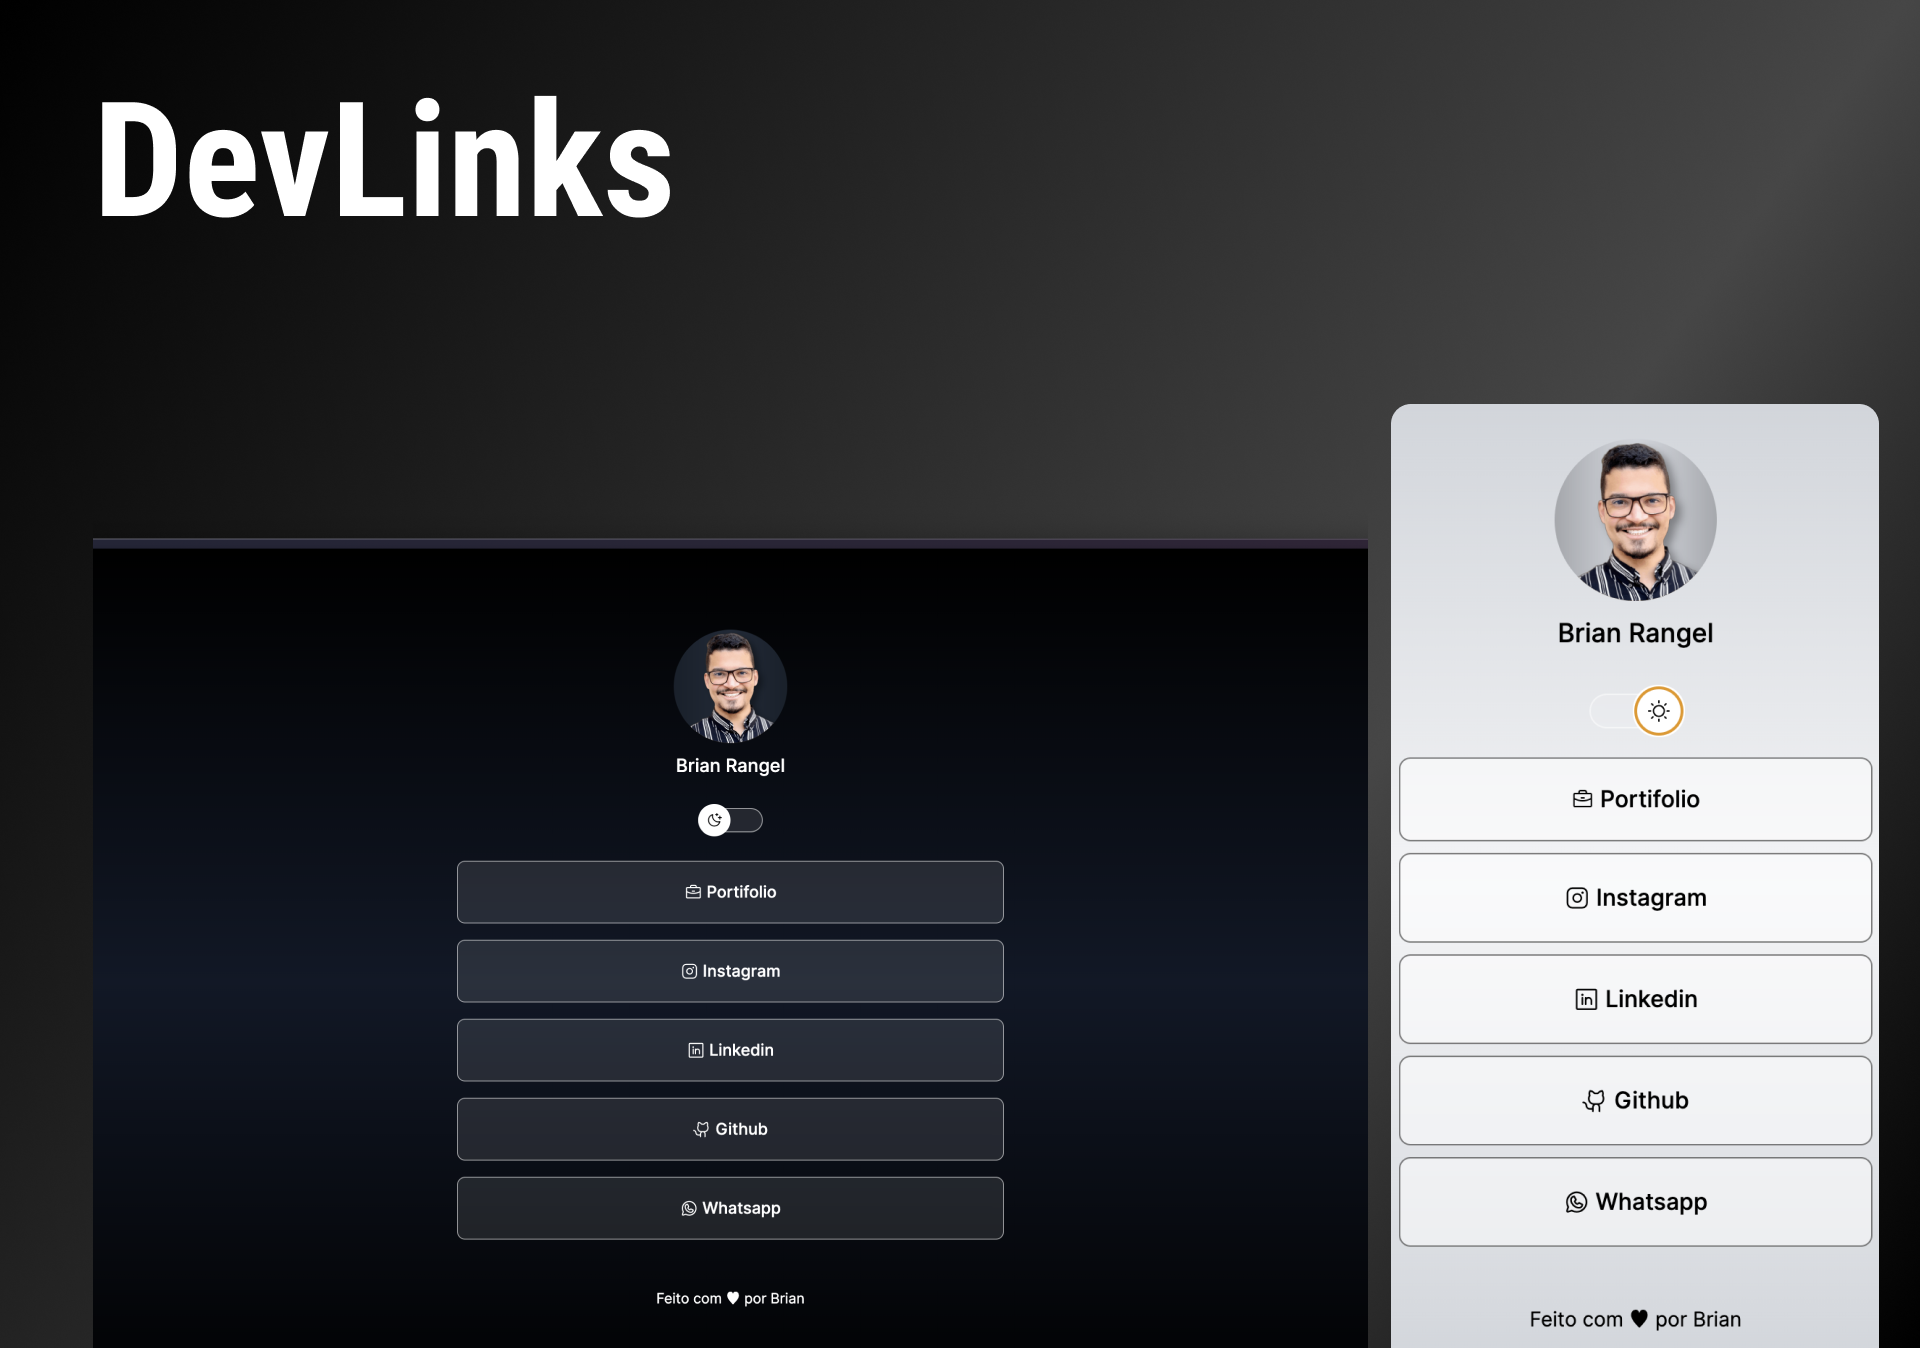 DevLinks
Brian Rangel
Portifolio
Instagram
Linkedin
Github
Whatsapp
Feito com ♥ por Brian
Brian Rangel
Portifolio
Instagram
Linkedin
Github
Whatsapp
Feito com ♥ por Brian